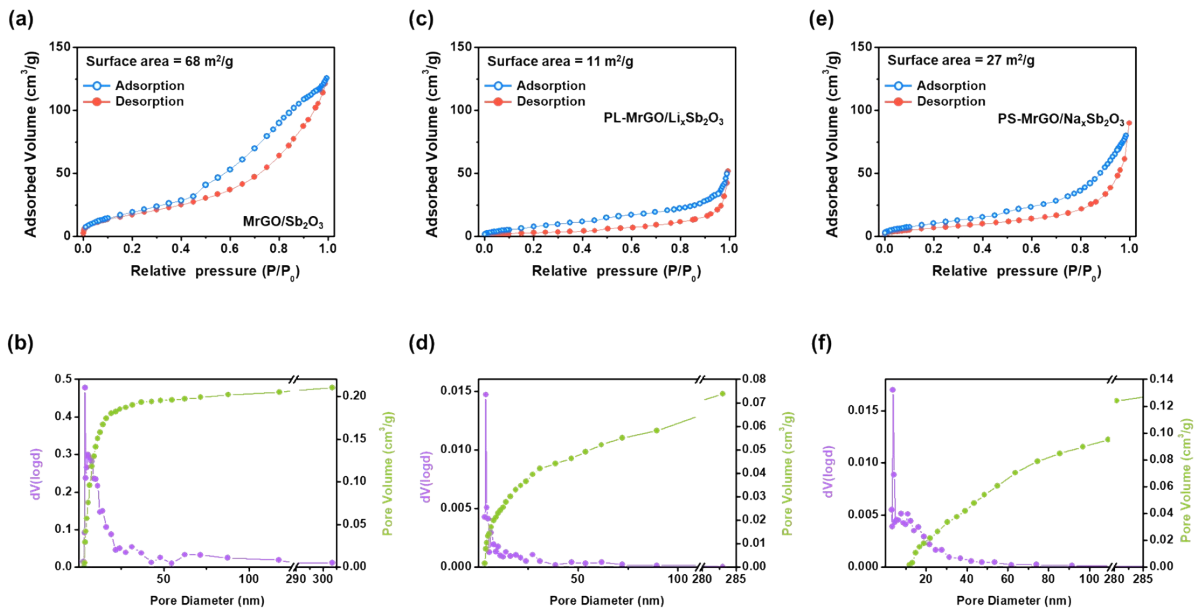 (a)
Adsorbed Volume (cm³/g)
150
100
50
0
Surface area = 68 m²/g
Adsorption
Desorption
MrGO/Sb₂O₃
0.0 0.2 0.4 0.6 0.8 1.0
Relative pressure (P/P₀)
(c)
Adsorbed Volume (cm³/g)
150
100
50
0
Surface area = 11 m²/g
Adsorption
Desorption
PL-MrGO/LiₓSb₂O₃
0.0 0.2 0.4 0.6 0.8 1.0
Relative pressure (P/P₀)
(e)
Adsorbed Volume (cm³/g)
150
100
50
0
Surface area = 27 m²/g
Adsorption
Desorption
PS-MrGO/NaₓSb₂O₃
0.0 0.2 0.4 0.6 0.8 1.0
Relative pressure (P/P₀)
(b)
dV(logd)
0.5
0.4
0.3
0.2
0.1
0.0
0.20
0.15
0.10
0.05
0.00
Pore Volume (cm³/g)
50 100 290 300
Pore Diameter (nm)
(d)
dV(logd)
0.015
0.010
0.005
0.000
0.08
0.07
0.06
0.05
0.04
0.03
0.02
0.01
0.00
Pore Volume (cm³/g)
50 100 280 285
Pore Diameter (nm)
(f)
dV(logd)
0.015
0.010
0.005
0.000
0.14
0.12
0.10
0.08
0.06
0.04
0.02
0.00
Pore Volume (cm³/g)
20 40 60 80 100 280 285
Pore Diameter (nm)